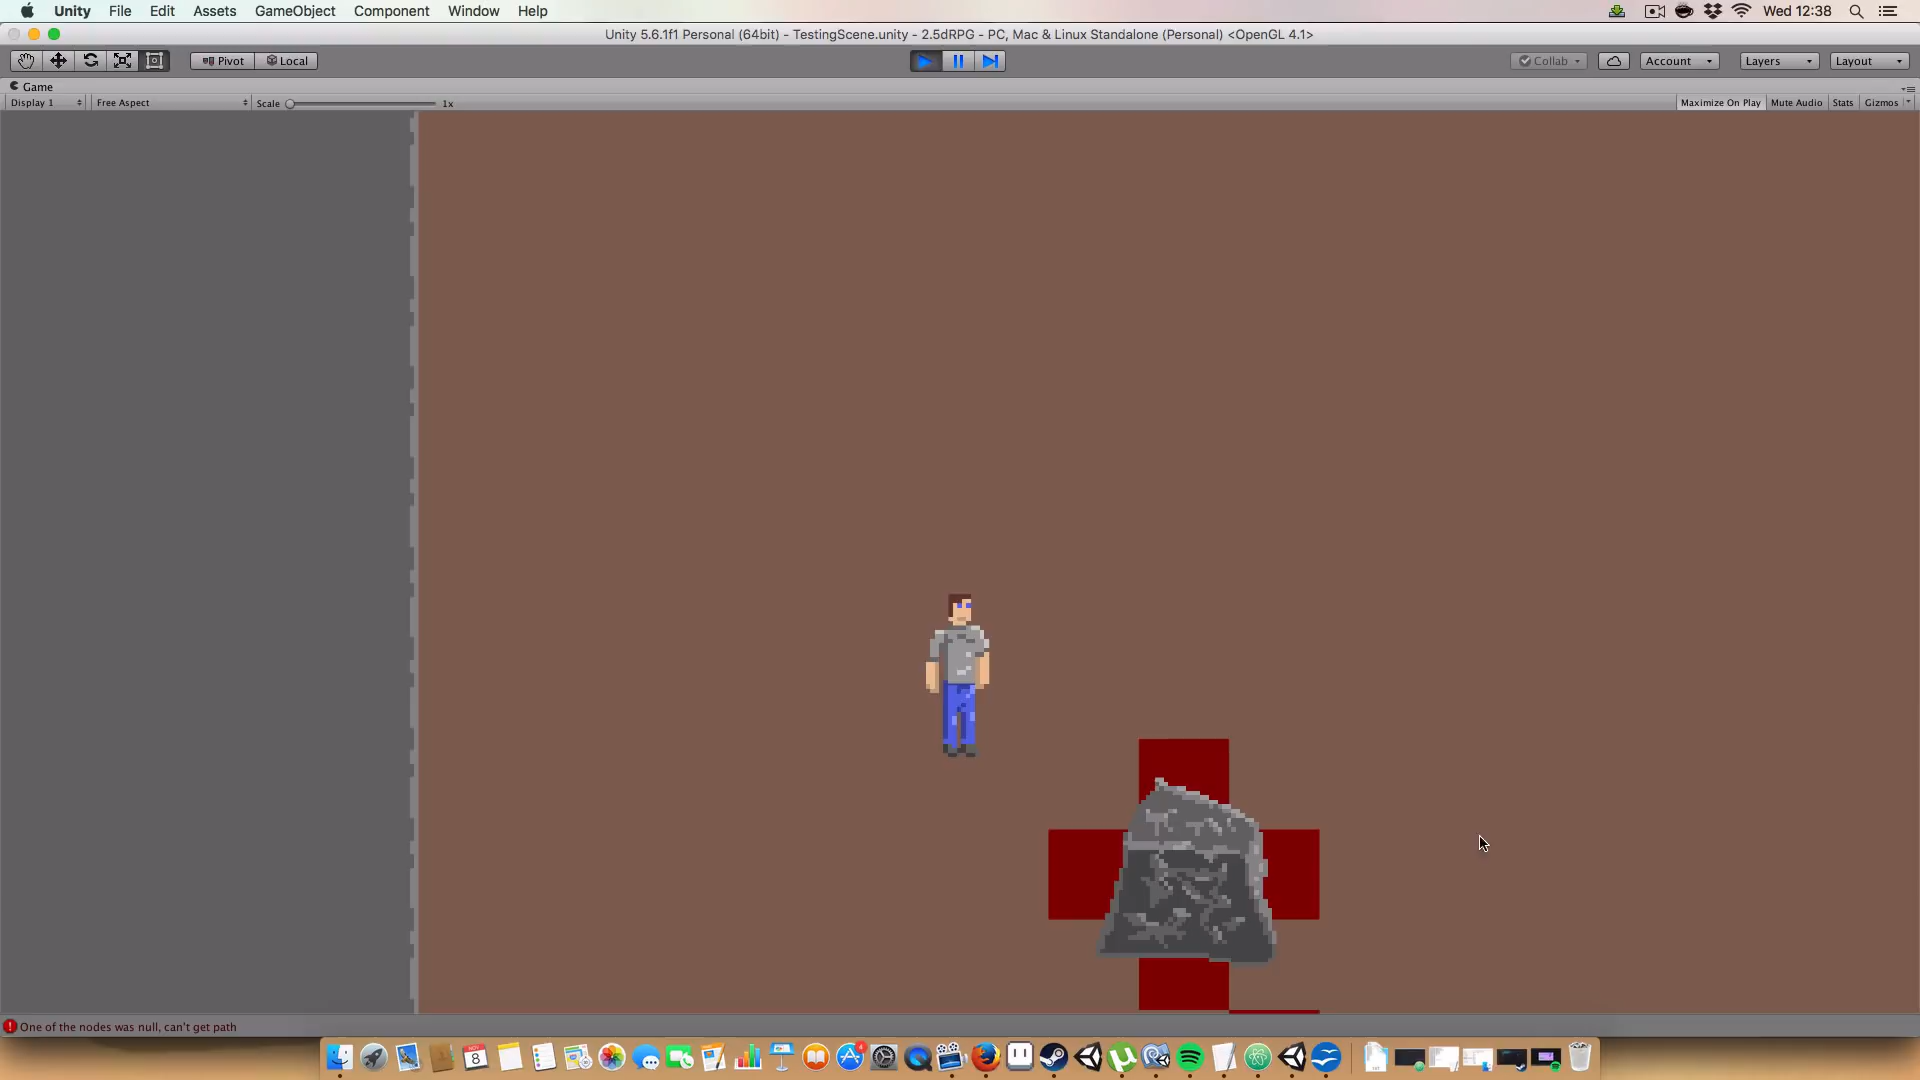 Unity File Edit Assets GameObject Component Window Help Wed 12:38
Unity 5.6.1f1 Personal (64bit) - TestingScene.unity - 2.5dRPG - PC, Mac & Linux Standalone (Personal) <OpenGL 4.1>
Pivot Local Collab Account Layers Layout
Game
Display 1 Free Aspect Scale 1x Maximize On Play Mute Audio Stats Gizmos
One of the nodes was null, can't get path
NOV
8
4